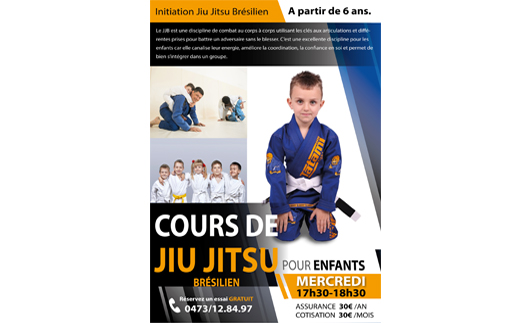 Initiation Jiu Jitsu Brésilien
A partir de 6 ans.
Le JJB est une discipline de combat au corps à corps utilisant les clés aux articulations et diffé-
rentes prises pour battre un adversaire sans le blesser. C'est une excellente discipline pour les
enfants car elle canalise leur energie, améliore la coordination, la confiance en soi et permet de
bien s'intégrer dans un groupe.
COURS DE
JIU JITSU
BRÉSILIEN
POUR ENFANTS
MERCREDI
17h30-18h30
Réservez un essai GRATUIT
0473/12.84.97
ASSURANCE 30€ /AN
COTISATION 30€ /MOIS